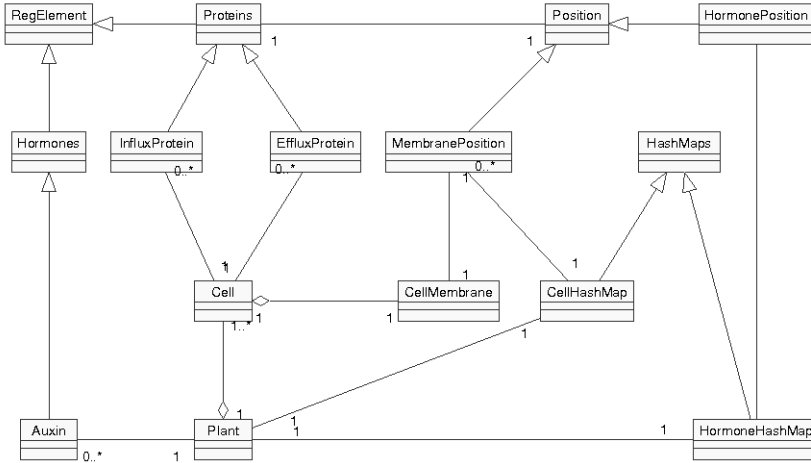 RegElement
Proteins
Position
HormonePosition
1
1
Hormones
InfluxProtein
EffluxProtein
MembranePosition
HashMaps
0..*
0..*
0..*
1
1
1
1
1
Cell
CellMembrane
CellHashMap
1..*
1
1
1
1
1
1
1
Auxin
Plant
HormoneHashMap
0..*
1